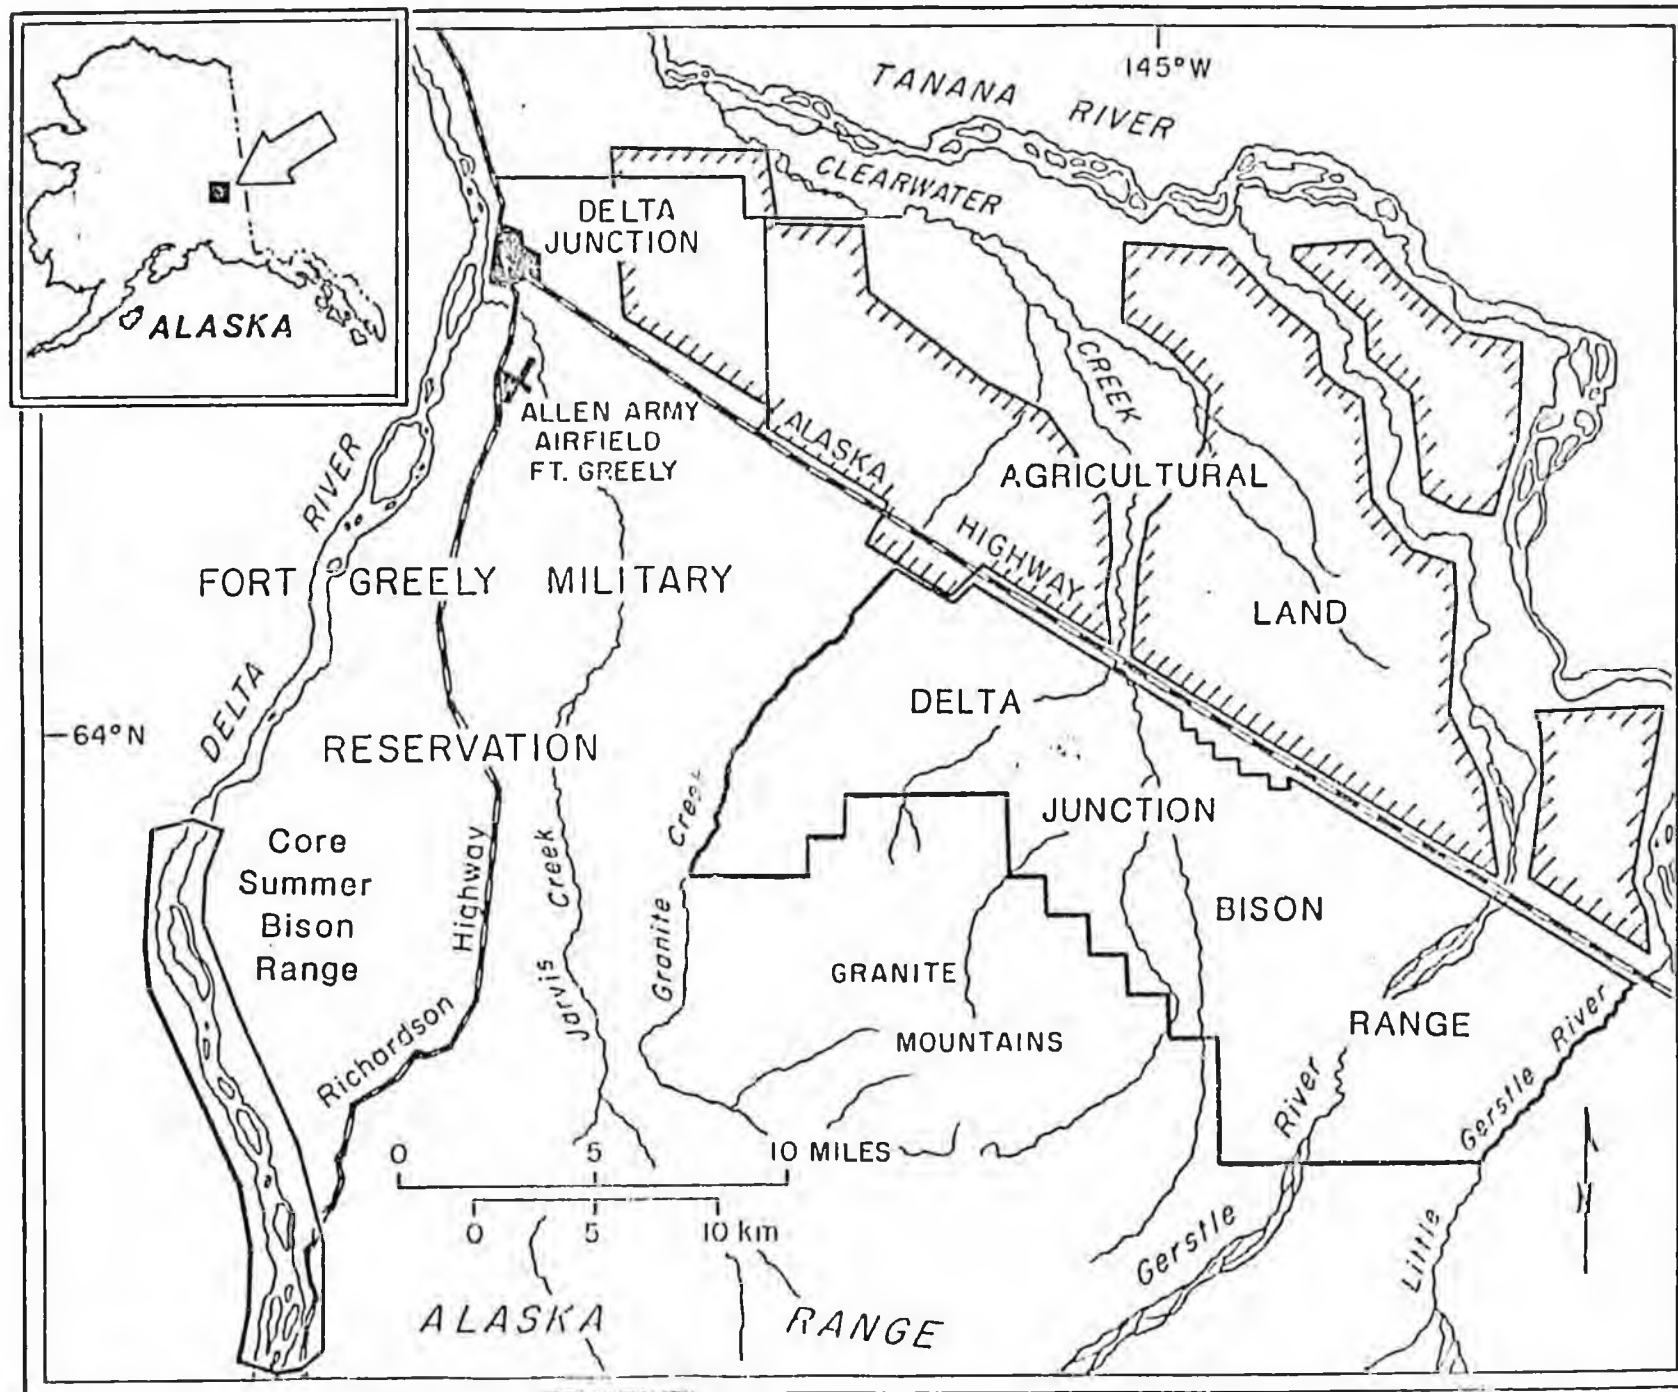 ALASKA
145°W
TANANA RIVER
CLEARWATER
CREEK
DELTA
JUNCTION
ALLEN ARMY
AIRFIELD
FT. GREELY
ALASKA
HIGHWAY
AGRICULTURAL
LAND
DELTA RIVER
FORT GREELY MILITARY
RESERVATION
64°N
DELTA
JUNCTION
BISON
RANGE
Core
Summer
Bison
Range
Richardson Highway
Jarvis Creek
Granite Creek
GRANITE
MOUNTAINS
Gerstle River
Little Gerstle River
0 5 10 MILES
0 5 10 km
N
ALASKA RANGE